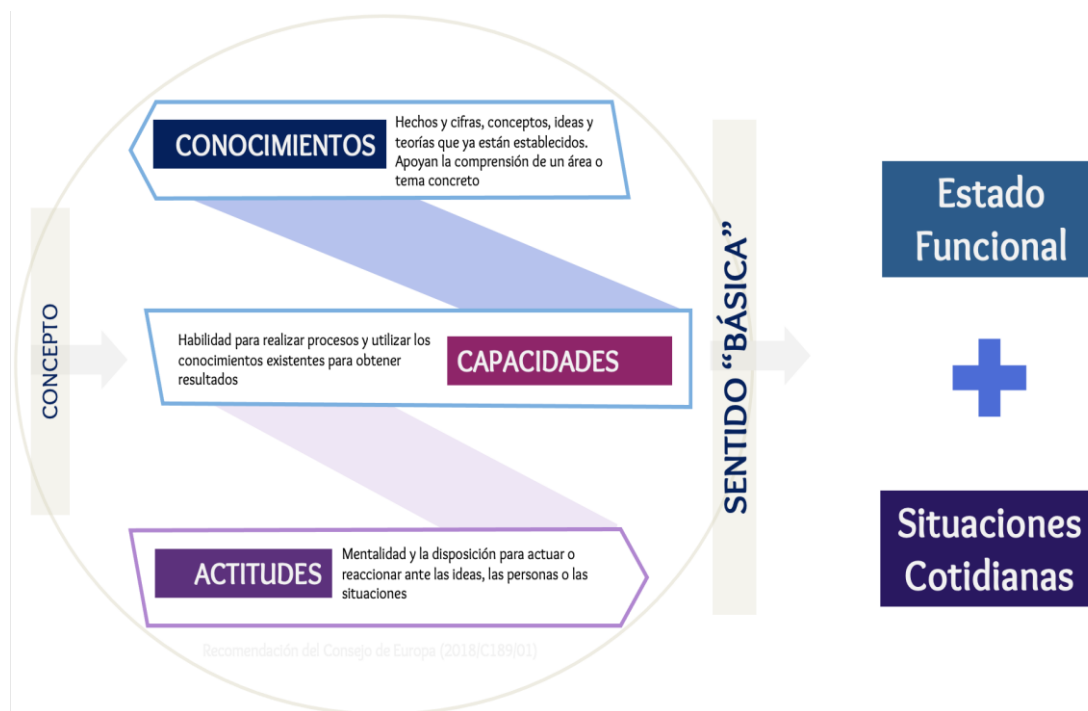 CONOCIMIENTOS
Hechos y cifras, conceptos, ideas y
teorías que ya están establecidos.
Apoyan la comprensión de un área o
tema concreto
CONCEPTO
Habilidad para realizar procesos y utilizar los
conocimientos existentes para obtener
resultados
CAPACIDADES
ACTITUDES
Mentalidad y la disposición para actuar o
reaccionar ante las ideas, las personas o las
situaciones
Recomendación del Consejo de Europa (2018/C189/01)
SENTIDO “BÁSICA”
Estado
Funcional
Situaciones
Cotidianas